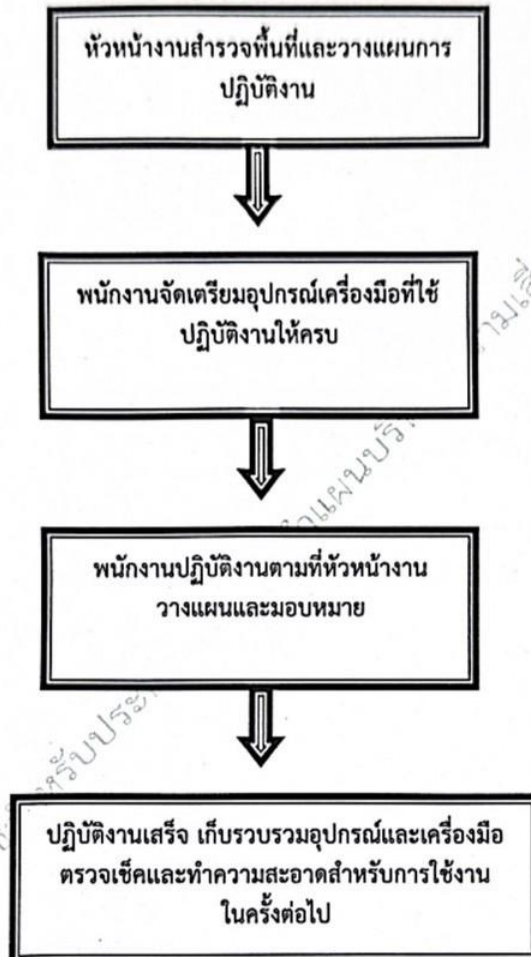 หัวหน้างานสำรวจพื้นที่และวางแผนการ
ปฏิบัติงาน
พนักงานจัดเตรียมอุปกรณ์เครื่องมือที่ใช้
ปฏิบัติงานให้ครบ
พนักงานปฏิบัติงานตามที่หัวหน้างาน
วางแผนและมอบหมาย
ปฏิบัติงานเสร็จ เก็บรวบรวมอุปกรณ์และเครื่องมือ
ตรวจเช็คและทำความสะอาดสำหรับการใช้งาน
ในครั้งต่อไป